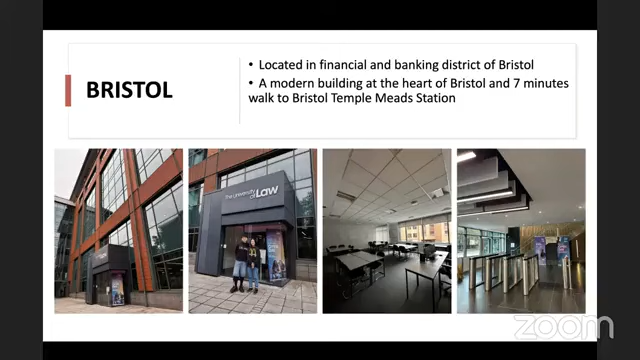 BRISTOL
• Located in financial and banking district of Bristol
• A modern building at the heart of Bristol and 7 minutes
walk to Bristol Temple Meads Station
The University
of Law
zoom